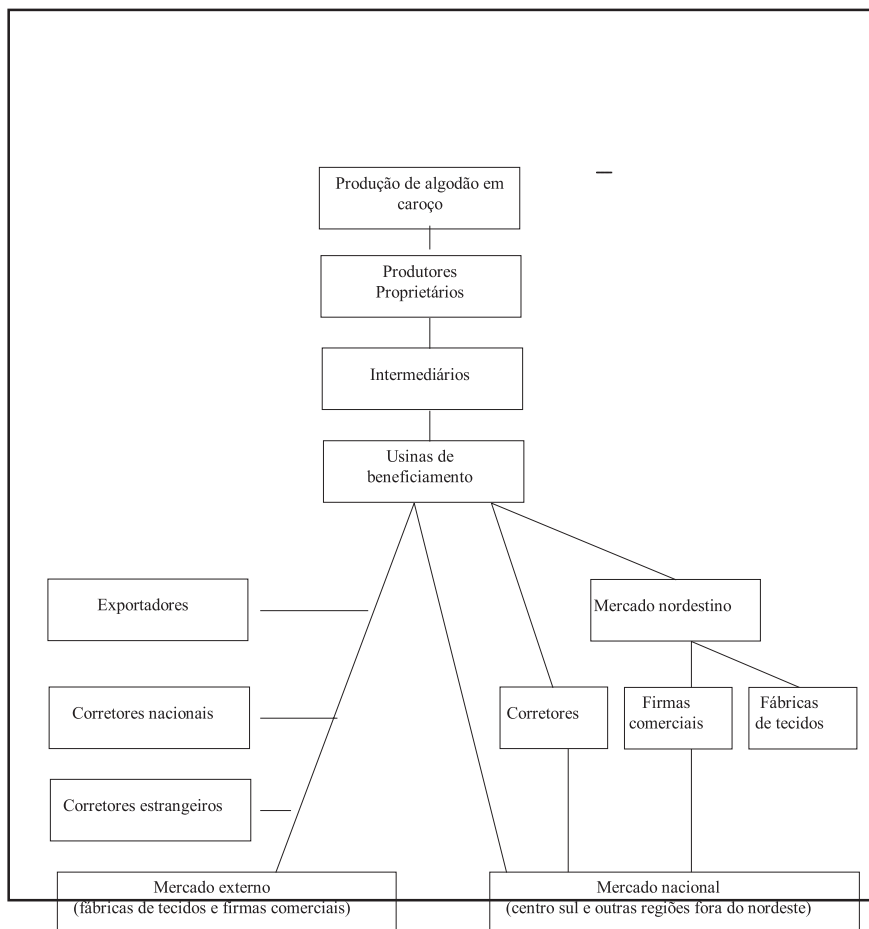 Produção de algodão em
caroço
Produtores
Proprietários
Intermediários
Usinas de
beneficiamento
Exportadores
Mercado nordestino
Corretores nacionais
Corretores
Firmas
comerciais
Fábricas
de tecidos
Corretores estrangeiros
Mercado externo
(fábricas de tecidos e firmas comerciais)
Mercado nacional
(centro sul e outras regiões fora do nordeste)